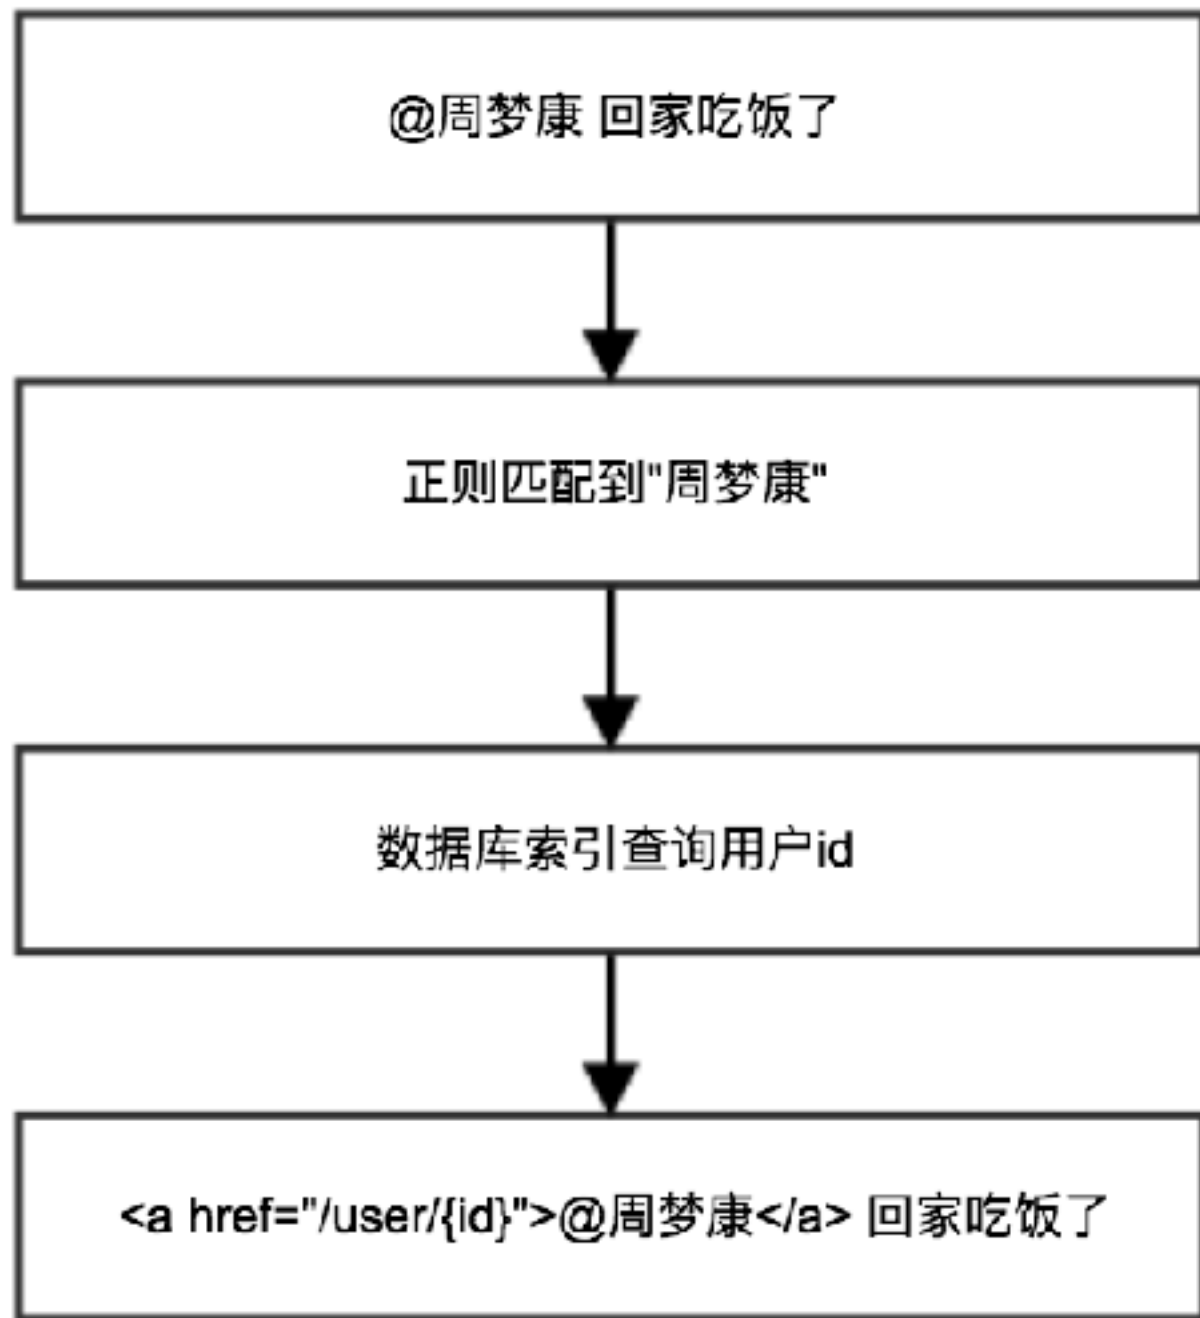 @周梦康 回家吃饭了
正则匹配到"周梦康"
数据库索引查询用户id
<a href="/user/{id}">@周梦康</a> 回家吃饭了